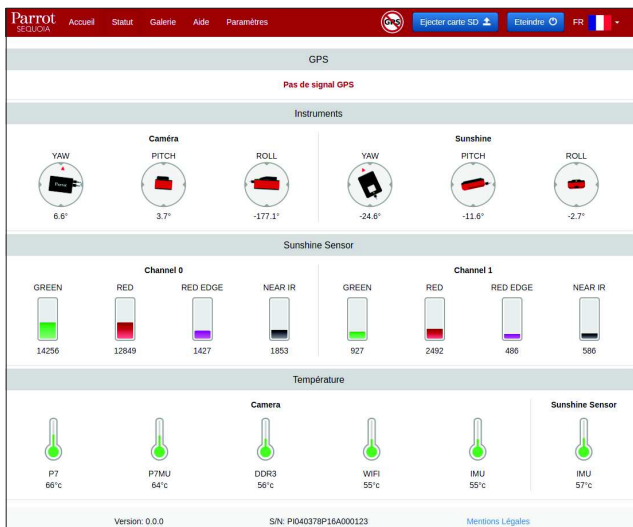 Parrot SEQUOIA Accueil Statut Galerie Aide Paramètres GPS Ejecter carte SD Eteindre FR
GPS
Pas de signal GPS
Instruments
Caméra Sunshine
YAW PITCH ROLL YAW PITCH ROLL
6.6° 3.7° -177.1° -24.6° -11.6° -2.7°
Sunshine Sensor
Channel 0 Channel 1
GREEN RED RED EDGE NEAR IR GREEN RED RED EDGE NEAR IR
14256 12849 1427 1853 927 2492 486 586
Température
Camera Sunshine Sensor
P7 P7MU DDR3 WIFI IMU IMU
66°c 64°c 56°c 55°c 55°c 57°c
Version: 0.0.0 S/N: PI040378P16A000123 Mentions Légales